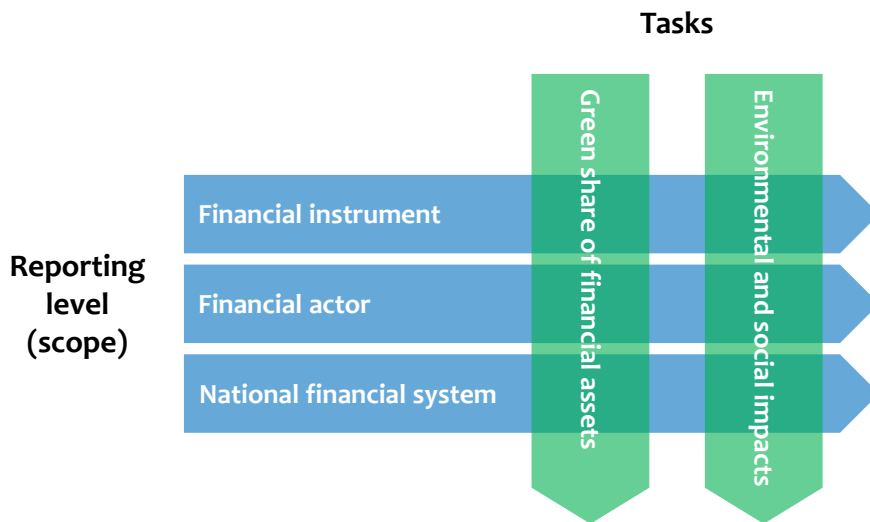 Tasks
Green share of financial assets
Environmental and social impacts
Reporting
level
(scope)
Financial instrument
Financial actor
National financial system